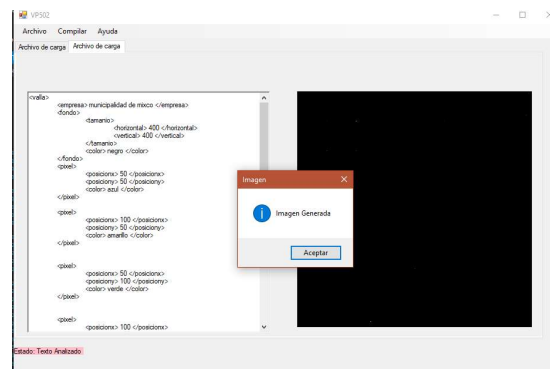 VP502
Archivo Compilar Ayuda
Archivo de carga Archivo de carga
<valla>
<empresa> municipalidad de mixco </empresa>
<fondo>
<tamanio>
<horizontal> 400 </horizontal>
<vertical> 400 </vertical>
</tamanio>
<color> negro </color>
</fondo>
<pixel>
<posicionx> 50 </posicionx>
<posiciony> 50 </posiciony>
<color> azul </color>
</pixel>
<pixel>
<posicionx> 100 </posicionx>
<posiciony> 50 </posiciony>
<color> amarillo </color>
</pixel>
<pixel>
<posicionx> 50 </posicionx>
<posiciony> 100 </posiciony>
<color> verde </color>
</pixel>
<pixel>
<posicionx> 100 </posicionx>
Imagen
Imagen Generada
Aceptar
Estado: Texto Analizado